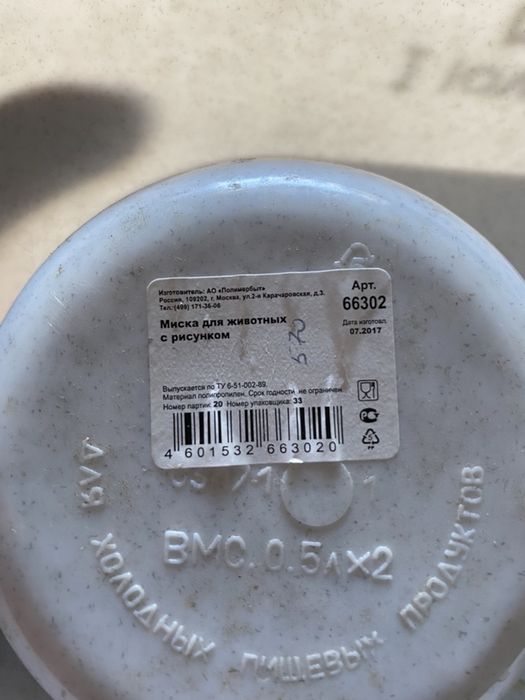 Изготовитель: АО «Полимербыт»
Россия, 109202, г. Москва, ул.2-я Карачаровская, д.3.
Тел.:(499) 171-36-06
Арт.
66302
Миска для животных
с рисунком
Дата изготовл.
07.2017
570
Выпускается по ТУ 6-51-002-89.
Материал полипропилен. Срок годности не ограничен
Номер партии: 20 Номер упаковщика: 33
4 601532 663020
ВМС.0.5л×2
ДЛЯ ХОЛОДНЫХ ПИЩЕВЫХ ПРОДУКТОВ